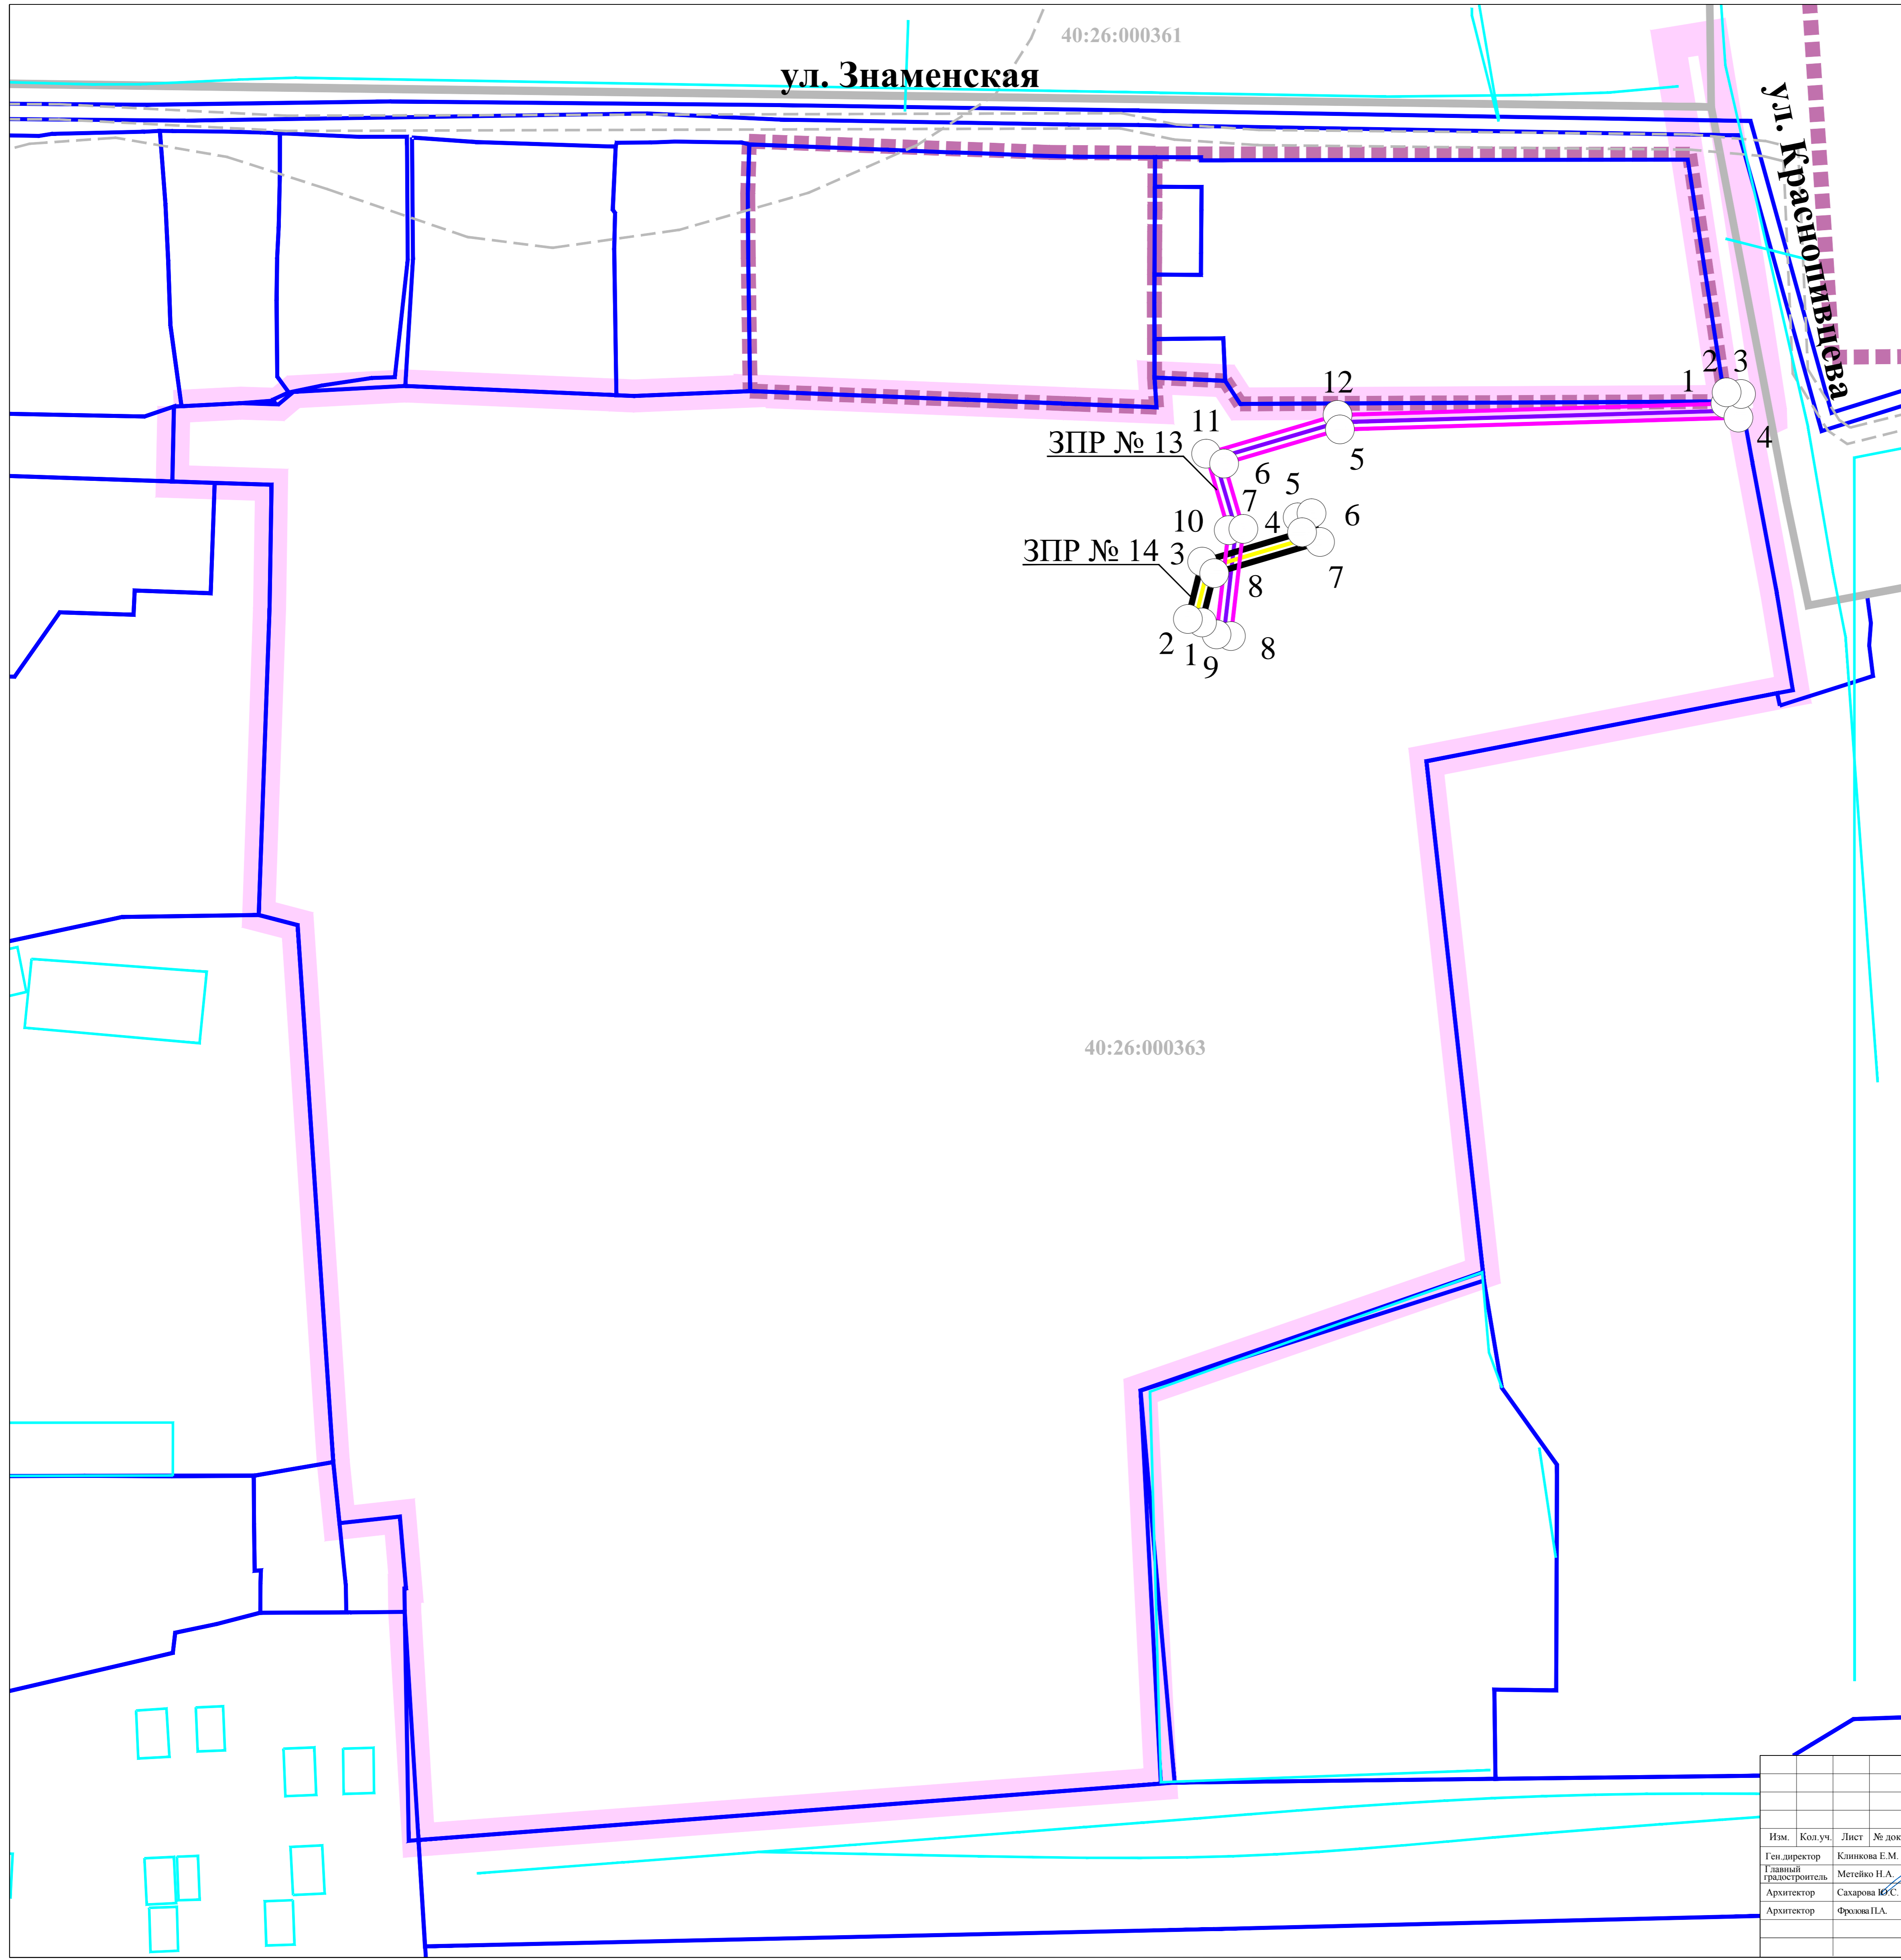 40:26:000361
ул. Знаменская
ул. Краснопивцева
2
3
1
12
4
11
ЗПР № 13
5
6
5
7
10
4
6
ЗПР № 14
3
7
8
2
1
9
8
40:26:000363
Изм. Кол.уч. Лист № док
Ген.директор Клинкова Е.М.
Главный градостроитель Метейко Н.А.
Архитектор Сахарова Ю.С.
Архитектор Фролова П.А.